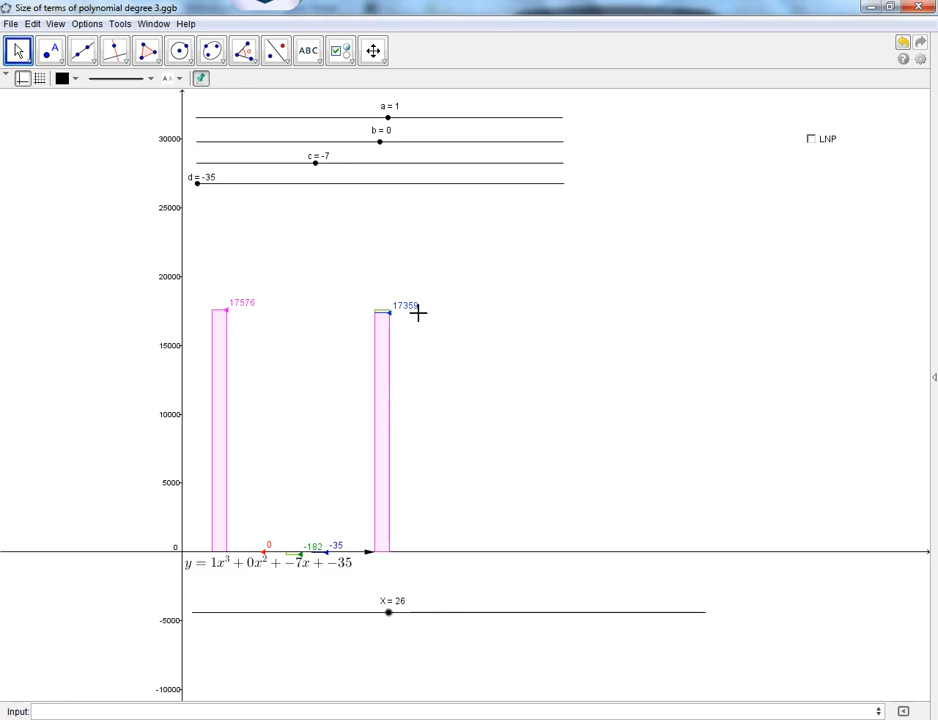 Size of terms of polynomial degree 3.ggb
File Edit View Options Tools Window Help
ABC
A A
a = 1
30000
b = 0
LNP
c = -7
d = -35
25000
20000
17576
17359
15000
10000
5000
0
0
-182
-35
y = 1x³ + 0x² + −7x + −35
X = 26
-5000
-10000
Input: